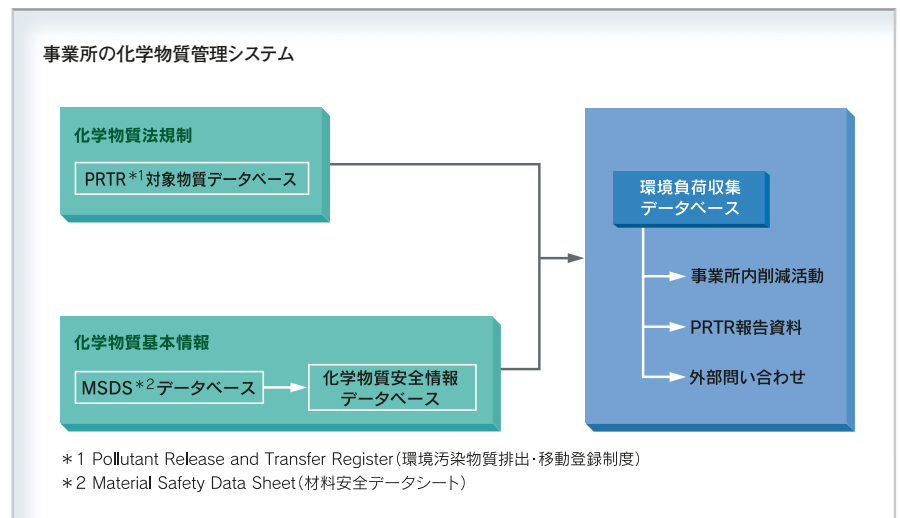 事業所の化学物質管理システム
化学物質法規制
PRTR*1対象物質データベース
化学物質基本情報
MSDS*2データベース
化学物質安全情報
データベース
環境負荷収集
データベース
事業所内削減活動
PRTR報告資料
外部問い合わせ
*1 Pollutant Release and Transfer Register(環境汚染物質排出・移動登録制度)
*2 Material Safety Data Sheet(材料安全データシート)